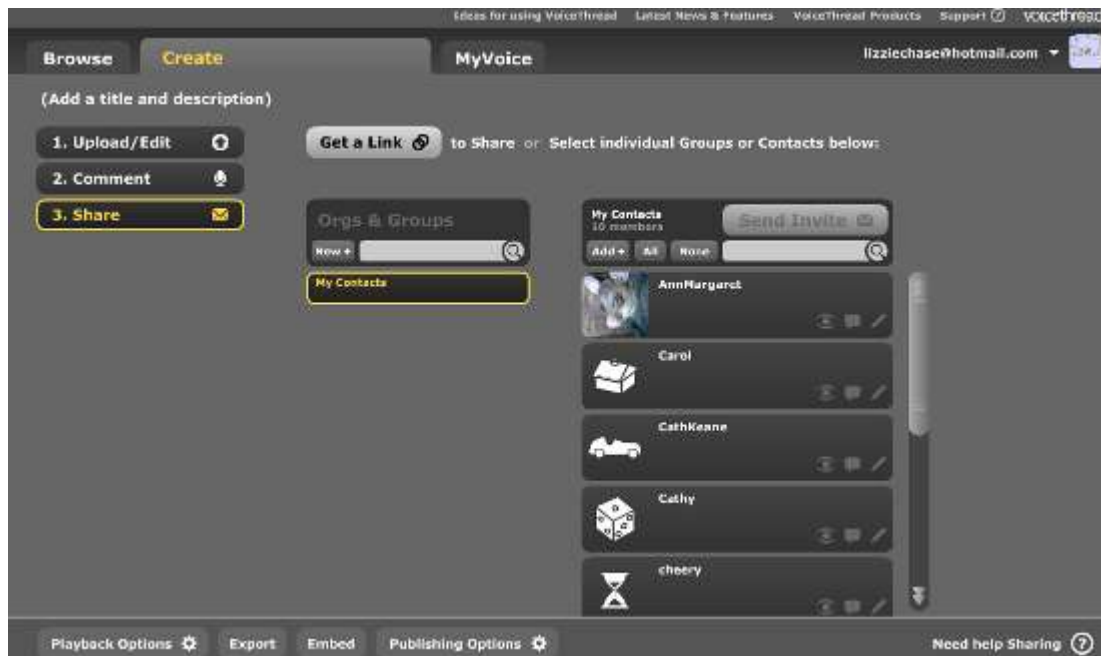 Ideas for using VoiceThread Latest News & Features VoiceThread Products Support voicethread
Browse Create MyVoice lizziechase@hotmail.com
(Add a title and description)
1. Upload/Edit
Get a Link to Share or Select individual Groups or Contacts below:
2. Comment
3. Share
Orgs & Groups
My Contacts
10 members
Send Invite
New +
Add + All None
My Contacts
AnnMargaret
Carol
CathKeane
Cathy
cheery
Playback Options Export Embed Publishing Options Need help Sharing ?